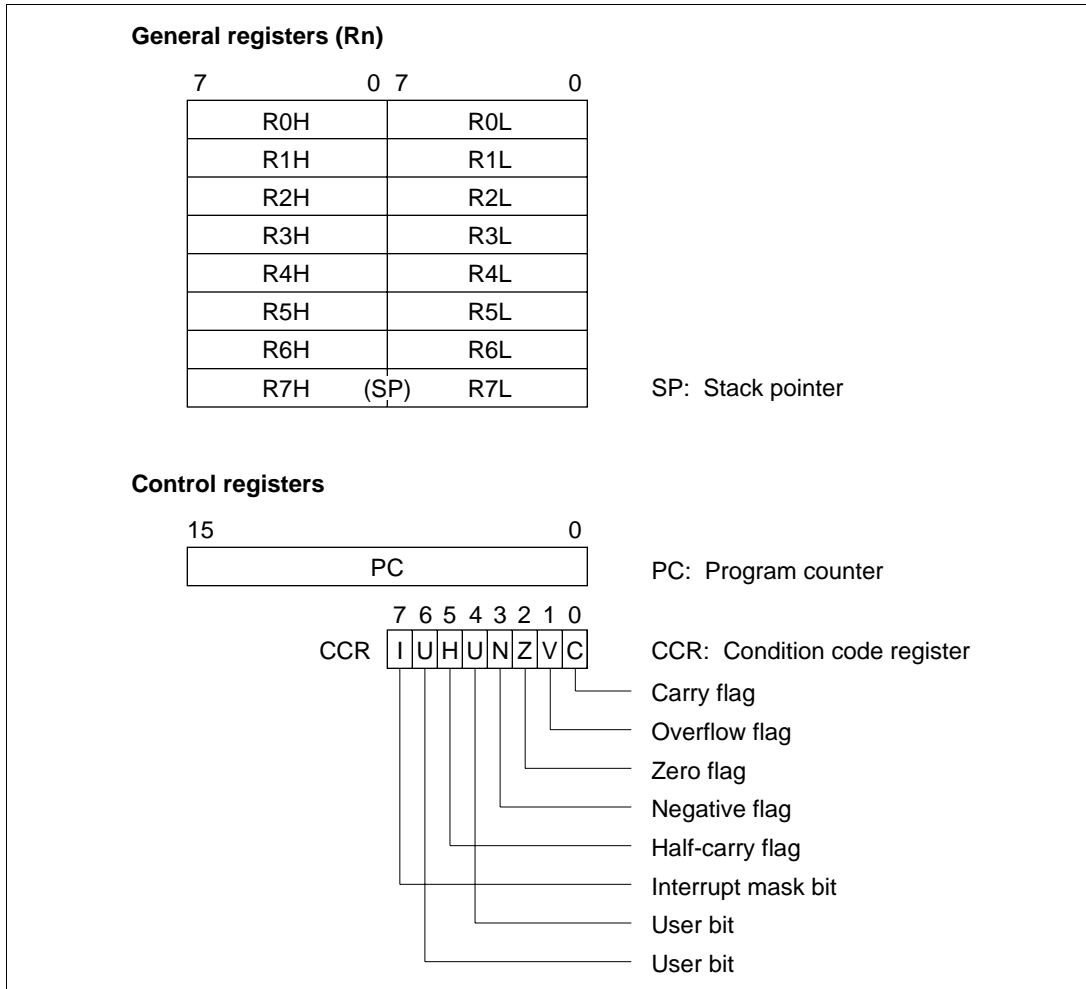 General registers (Rn)
7 0 7 0
R0H R0L
R1H R1L
R2H R2L
R3H R3L
R4H R4L
R5H R5L
R6H R6L
R7H (SP) R7L SP: Stack pointer
Control registers
15 0
PC PC: Program counter
7 6 5 4 3 2 1 0
CCR I U H U N Z V C CCR: Condition code register
Carry flag
Overflow flag
Zero flag
Negative flag
Half-carry flag
Interrupt mask bit
User bit
User bit